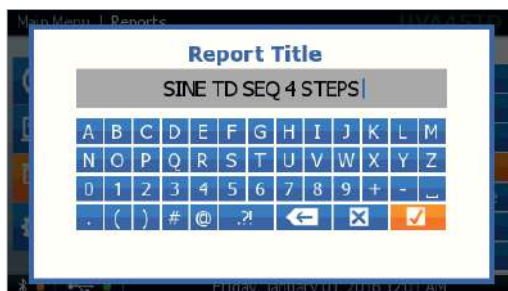 Main Menu | Reports
Report Title
SINE TD SEQ 4 STEPS
A B C D E F G H I J K L M
N O P Q R S T U V W X Y Z
0 1 2 3 4 5 6 7 8 9 + -
. ( ) # @ .?!
Friday, January 01, 2016 12:01 AM